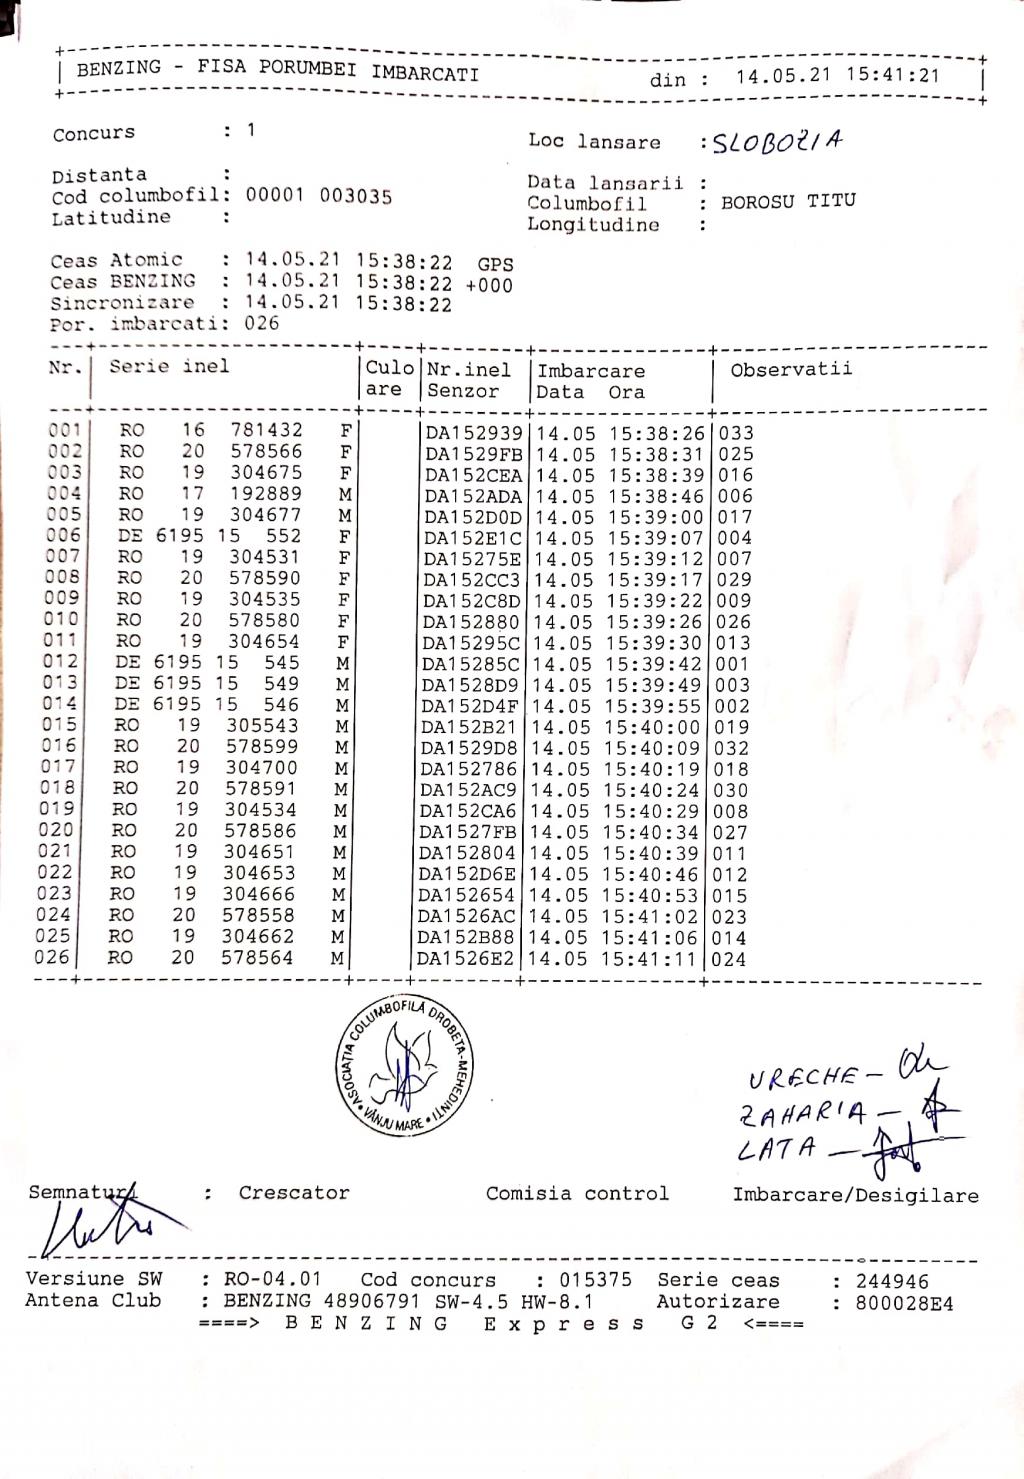 BENZING - FISA PORUMBEI IMBARCATI din : 14.05.21 15:41:21
Concurs : 1 Loc lansare : SLOBOZIA
Distanta : Data lansarii :
Cod columbofil: 00001 003035 Columbofil : BOROSU TITU
Latitudine : Longitudine :
Ceas Atomic : 14.05.21 15:38:22 GPS
Ceas BENZING : 14.05.21 15:38:22 +000
Sincronizare : 14.05.21 15:38:22
Por. imbarcati: 026
Nr. Serie inel Culo Nr.inel Imbarcare Observatii
are Senzor Data Ora
001 RO 16 781432 F DA152939 14.05 15:38:26 033
002 RO 20 578566 F DA1529FB 14.05 15:38:31 025
003 RO 19 304675 F DA152CEA 14.05 15:38:39 016
004 RO 17 192889 M DA152ADA 14.05 15:38:46 006
005 RO 19 304677 M DA152D0D 14.05 15:39:00 017
006 DE 6195 15 552 F DA152E1C 14.05 15:39:07 004
007 RO 19 304531 F DA15275E 14.05 15:39:12 007
008 RO 20 578590 F DA152CC3 14.05 15:39:17 029
009 RO 19 304535 F DA152C8D 14.05 15:39:22 009
010 RO 20 578580 F DA152880 14.05 15:39:26 026
011 RO 19 304654 F DA15295C 14.05 15:39:30 013
012 DE 6195 15 545 M DA15285C 14.05 15:39:42 001
013 DE 6195 15 549 M DA1528D9 14.05 15:39:49 003
014 DE 6195 15 546 M DA152D4F 14.05 15:39:55 002
015 RO 19 305543 M DA152B21 14.05 15:40:00 019
016 RO 20 578599 M DA1529D8 14.05 15:40:09 032
017 RO 19 304700 M DA152786 14.05 15:40:19 018
018 RO 20 578591 M DA152AC9 14.05 15:40:24 030
019 RO 19 304534 M DA152CA6 14.05 15:40:29 008
020 RO 20 578586 M DA1527FB 14.05 15:40:34 027
021 RO 19 304651 M DA152804 14.05 15:40:39 011
022 RO 19 304653 M DA152D6E 14.05 15:40:46 012
023 RO 19 304666 M DA152654 14.05 15:40:53 015
024 RO 20 578558 M DA1526AC 14.05 15:41:02 023
025 RO 19 304662 M DA152B88 14.05 15:41:06 014
026 RO 20 578564 M DA1526E2 14.05 15:41:11 024
ASOCIAȚIA COLUMBOFILĂ DROBETA-MEHEDINȚI
• VÂNJU MARE •
URECHE -
ZAHARIA -
LATA -
Semnaturi : Crescator Comisia control Imbarcare/Desigilare
Versiune SW : RO-04.01 Cod concurs : 015375 Serie ceas : 244946
Antena Club : BENZING 48906791 SW-4.5 HW-8.1 Autorizare : 800028E4
====> B E N Z I N G E x p r e s s G 2 <====